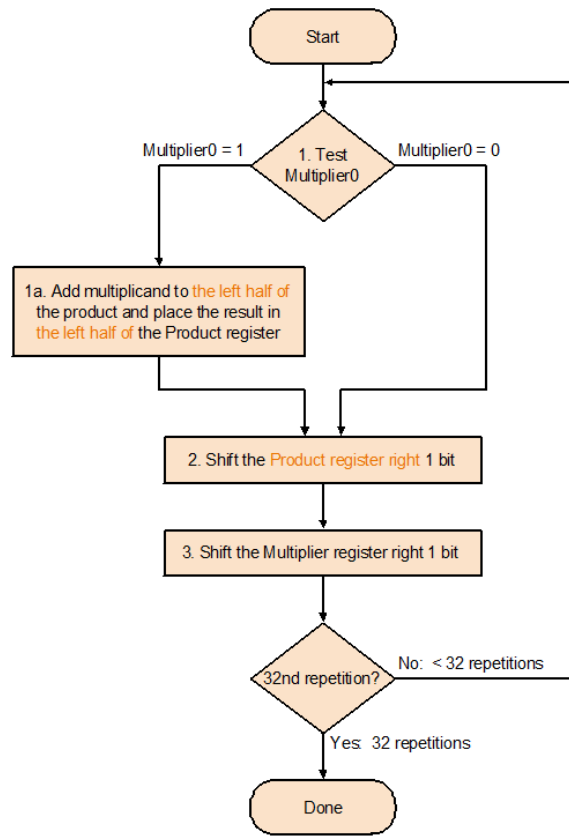 Start
1. Test
Multiplier0
Multiplier0 = 1
Multiplier0 = 0
1a. Add multiplicand to the left half of
the product and place the result in
the left half of the Product register
2. Shift the Product register right 1 bit
3. Shift the Multiplier register right 1 bit
32nd repetition?
No: < 32 repetitions
Yes: 32 repetitions
Done